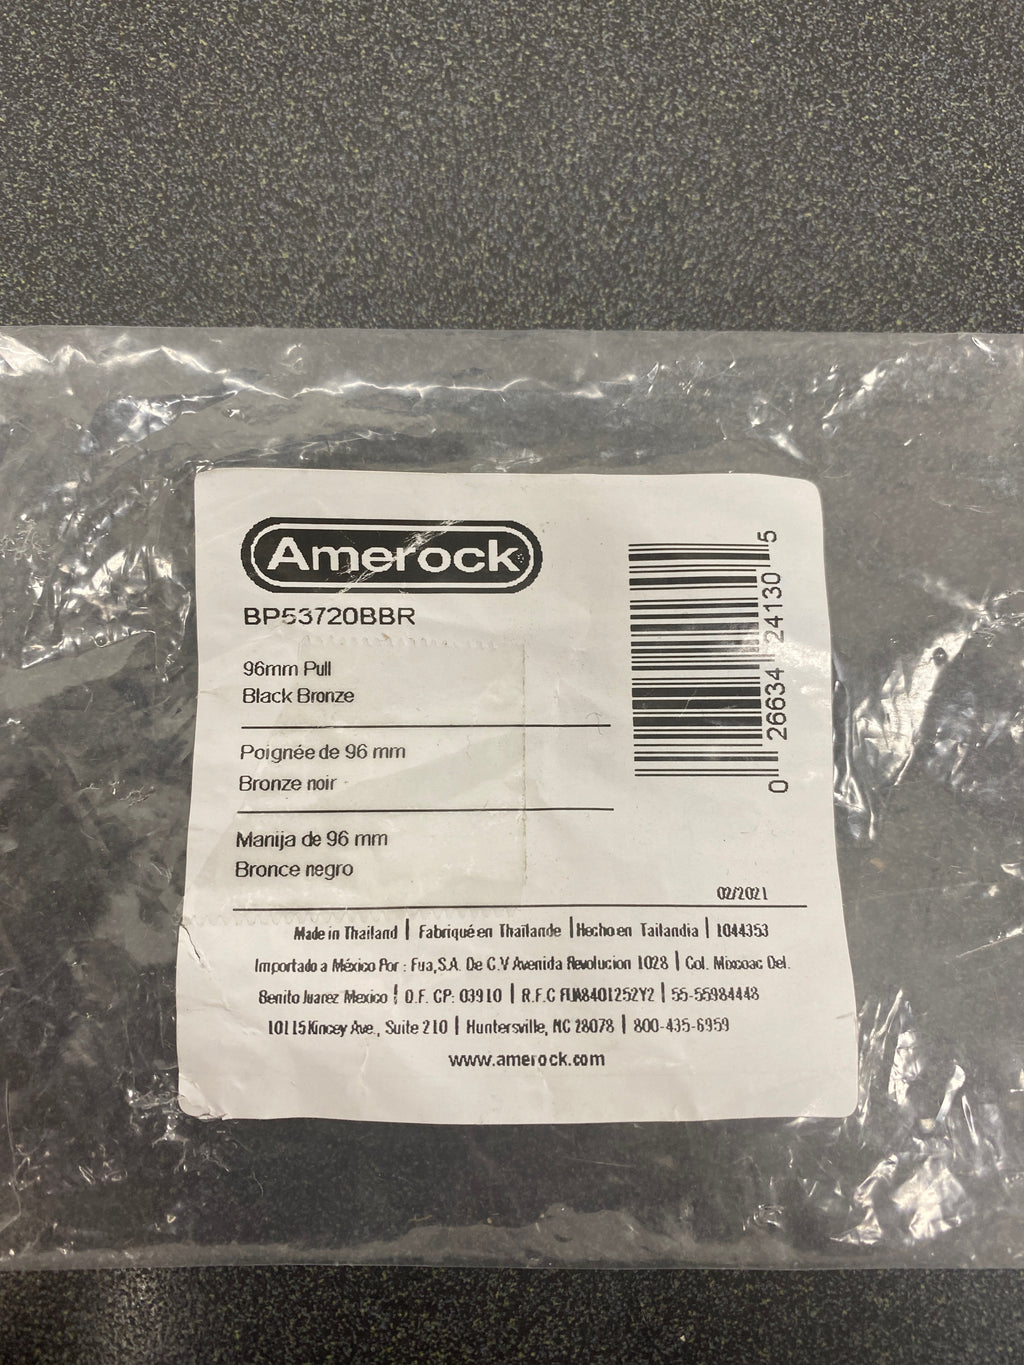 Amerock
BP53720BBR
96mm Pull
Black Bronze
Poignée de 96 mm
Bronze noir
Manija de 96 mm
Bronce negro
0 26634 24130 5
02/2021
Made in Thailand | Fabriqué en Thaïlande | Hecho en Tailandia | 1044353
Importado a México Por : Fua,S.A. De C.V Avenida Revolucion 1028 | Col. Mixcoac Del.
Benito Juarez Mexico | D.F. CP: 03910 | R.F.C FUA8401252Y2 | 55-55984448
10115 Kincey Ave., Suite 210 | Huntersville, NC 28078 | 800-435-6959
www.amerock.com